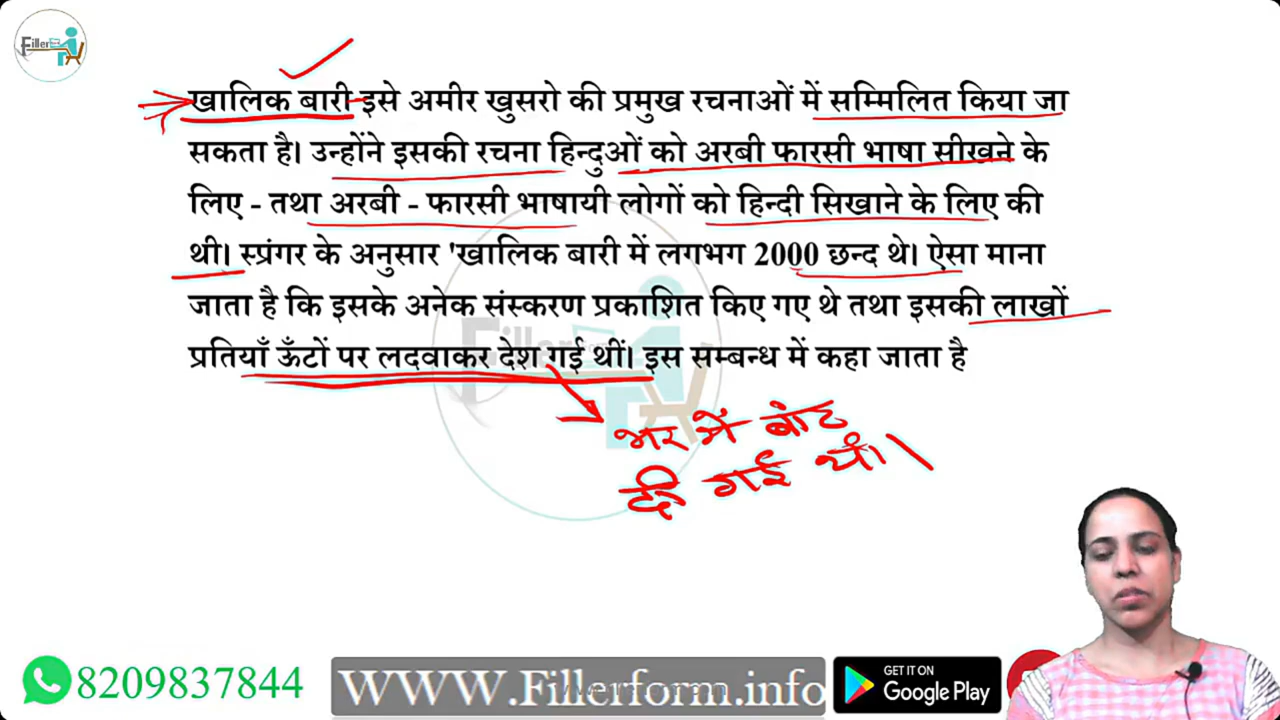 Fillerform
खालिक बारी इसे अमीर खुसरो की प्रमुख रचनाओं में सम्मिलित किया जा
सकता है। उन्होंने इसकी रचना हिन्दुओं को अरबी फारसी भाषा सीखने के
लिए - तथा अरबी - फारसी भाषायी लोगों को हिन्दी सिखाने के लिए की
थी। स्प्रंगर के अनुसार 'खालिक बारी में लगभग 2000 छन्द थे। ऐसा माना
जाता है कि इसके अनेक संस्करण प्रकाशित किए गए थे तथा इसकी लाखों
प्रतियाँ ऊँटों पर लदवाकर देश गई थीं। इस सम्बन्ध में कहा जाता है
भर में बांट
दी गई थीं।
8209837844
WWW.Fillerform.info
GET IT ON
Google Play